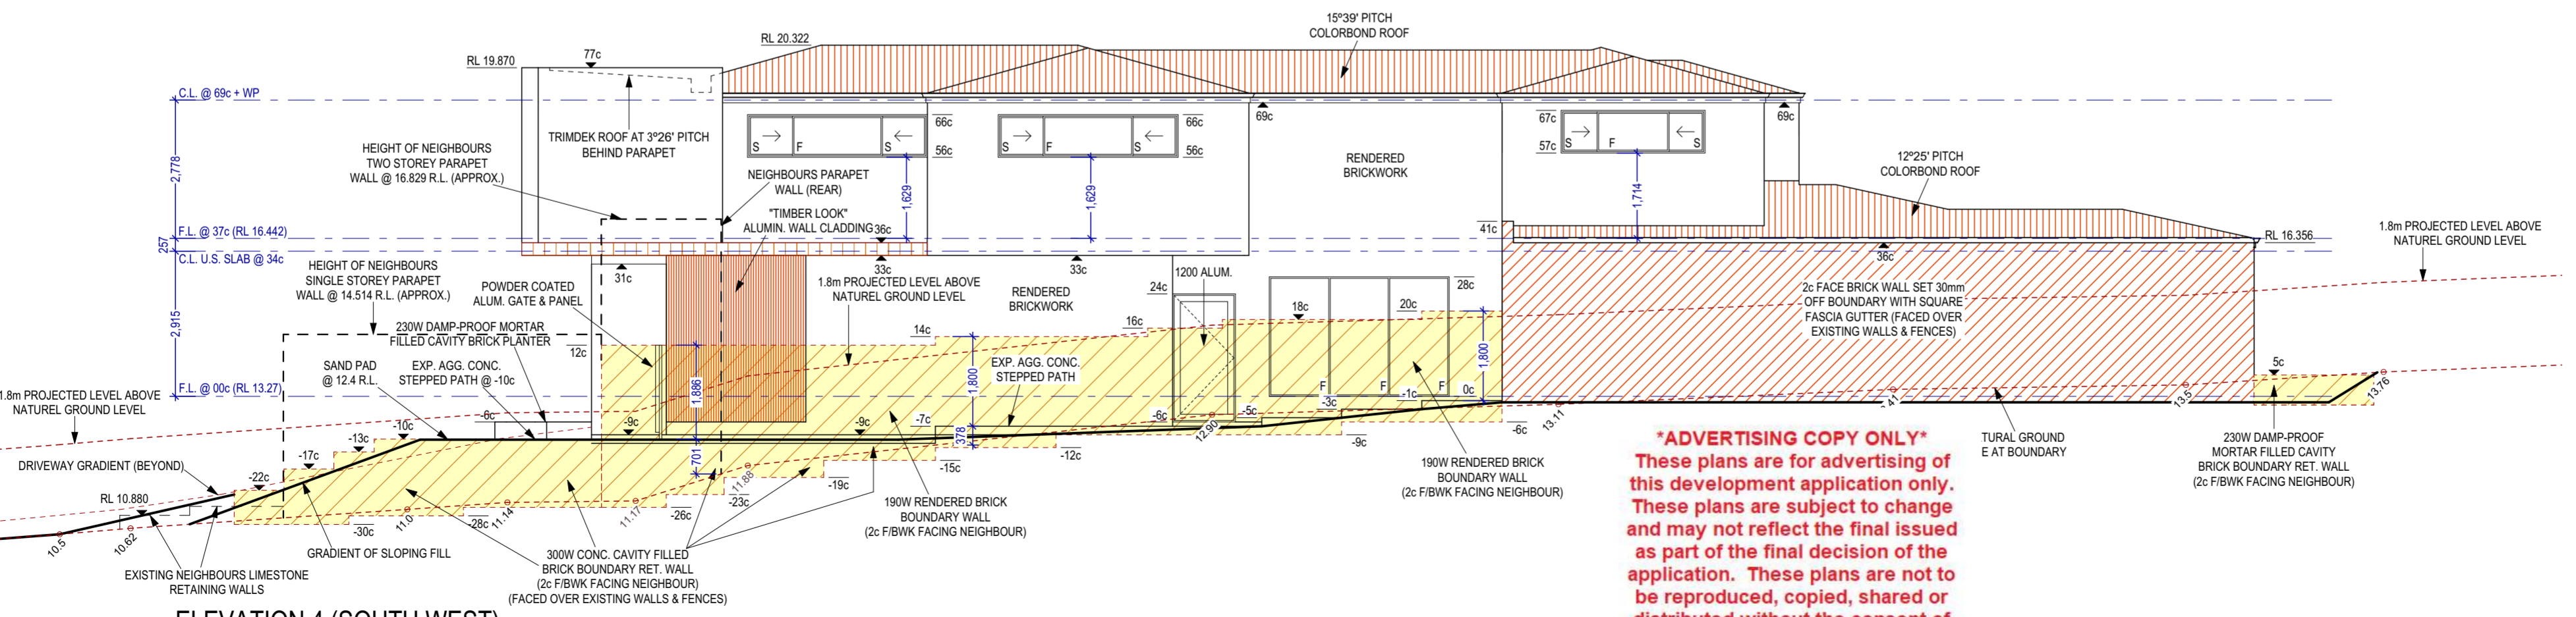 15º39' PITCH
COLORBOND ROOF
RL 20.322
77c
RL 19.870
C.L. @ 69c + WP
TRIMDEK ROOF AT 3º26' PITCH
BEHIND PARAPET
HEIGHT OF NEIGHBOURS
TWO STOREY PARAPET
WALL @ 16.829 R.L. (APPROX.)
NEIGHBOURS PARAPET
WALL (REAR)
"TIMBER LOOK"
ALUMIN. WALL CLADDING
S
F
S
66c
56c
1,629
S
F
S
66c
56c
1,629
69c
RENDERED
BRICKWORK
67c
57c
S
F
S
69c
1,714
12º25' PITCH
COLORBOND ROOF
2,778
257
2,915
F.L. @ 37c (RL 16.442)
C.L. U.S. SLAB @ 34c
36c
33c
33c
31c
41c
36c
RL 16.356
1.8m PROJECTED LEVEL ABOVE
NATUREL GROUND LEVEL
HEIGHT OF NEIGHBOURS
SINGLE STOREY PARAPET
WALL @ 14.514 R.L. (APPROX.)
POWDER COATED
ALUM. GATE & PANEL
1.8m PROJECTED LEVEL ABOVE
NATUREL GROUND LEVEL
RENDERED
BRICKWORK
1200 ALUM.
24c
28c
2c FACE BRICK WALL SET 30mm
OFF BOUNDARY WITH SQUARE
FASCIA GUTTER (FACED OVER
EXISTING WALLS & FENCES)
230W DAMP-PROOF MORTAR
FILLED CAVITY BRICK PLANTER
12c
14c
16c
18c
20c
SAND PAD
@ 12.4 R.L.
EXP. AGG. CONC.
STEPPED PATH @ -10c
EXP. AGG. CONC.
STEPPED PATH
1,886
1,800
1,800
F
F
F
F.L. @ 00c (RL 13.27)
1.8m PROJECTED LEVEL ABOVE
NATUREL GROUND LEVEL
-6c
-10c
-13c
-17c
-22c
-9c
-9c
-7c
-6c
-5c
-3c
-1c
0c
5c
378
701
DRIVEWAY GRADIENT (BEYOND)
RL 10.880
-30c
-28c
-26c
-23c
-19c
-15c
-12c
-9c
-6c
10.5
10.62
11.0
11.14
11.17
11.88
12.90
13.11
.41
13.5
13.76
EXISTING NEIGHBOURS LIMESTONE
RETAINING WALLS
GRADIENT OF SLOPING FILL
300W CONC. CAVITY FILLED
BRICK BOUNDARY RET. WALL
(2c F/BWK FACING NEIGHBOUR)
(FACED OVER EXISTING WALLS & FENCES)
190W RENDERED BRICK
BOUNDARY WALL
(2c F/BWK FACING NEIGHBOUR)
190W RENDERED BRICK
BOUNDARY WALL
(2c F/BWK FACING NEIGHBOUR)
TURAL GROUND
E AT BOUNDARY
230W DAMP-PROOF
MORTAR FILLED CAVITY
BRICK BOUNDARY RET. WALL
(2c F/BWK FACING NEIGHBOUR)
*ADVERTISING COPY ONLY*
These plans are for advertising of
this development application only.
These plans are subject to change
and may not reflect the final issued
as part of the final decision of the
application. These plans are not to
be reproduced, copied, shared or
distributed without the consent of
ELEVATION 4 (SOUTH WEST)